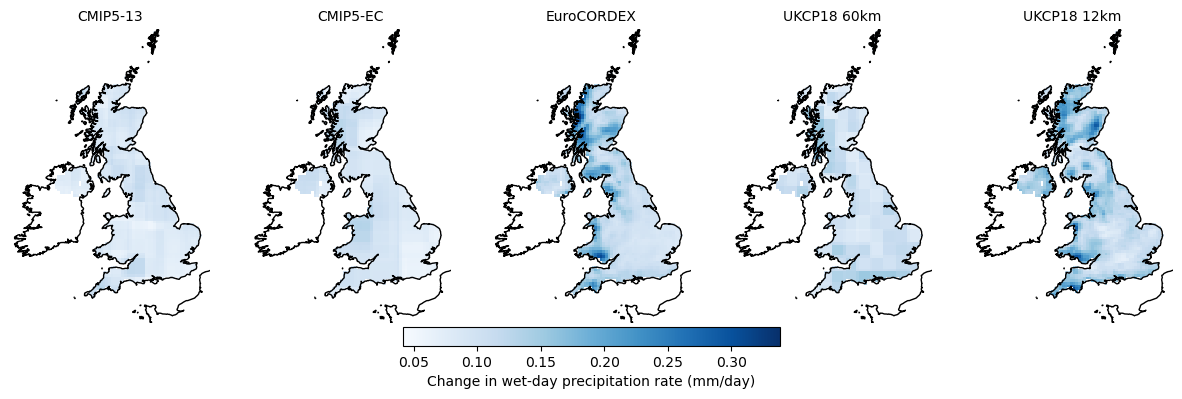 CMIP5-13 CMIP5-EC EuroCORDEX UKCP18 60km UKCP18 12km
0.05 0.10 0.15 0.20 0.25 0.30
Change in wet-day precipitation rate (mm/day)